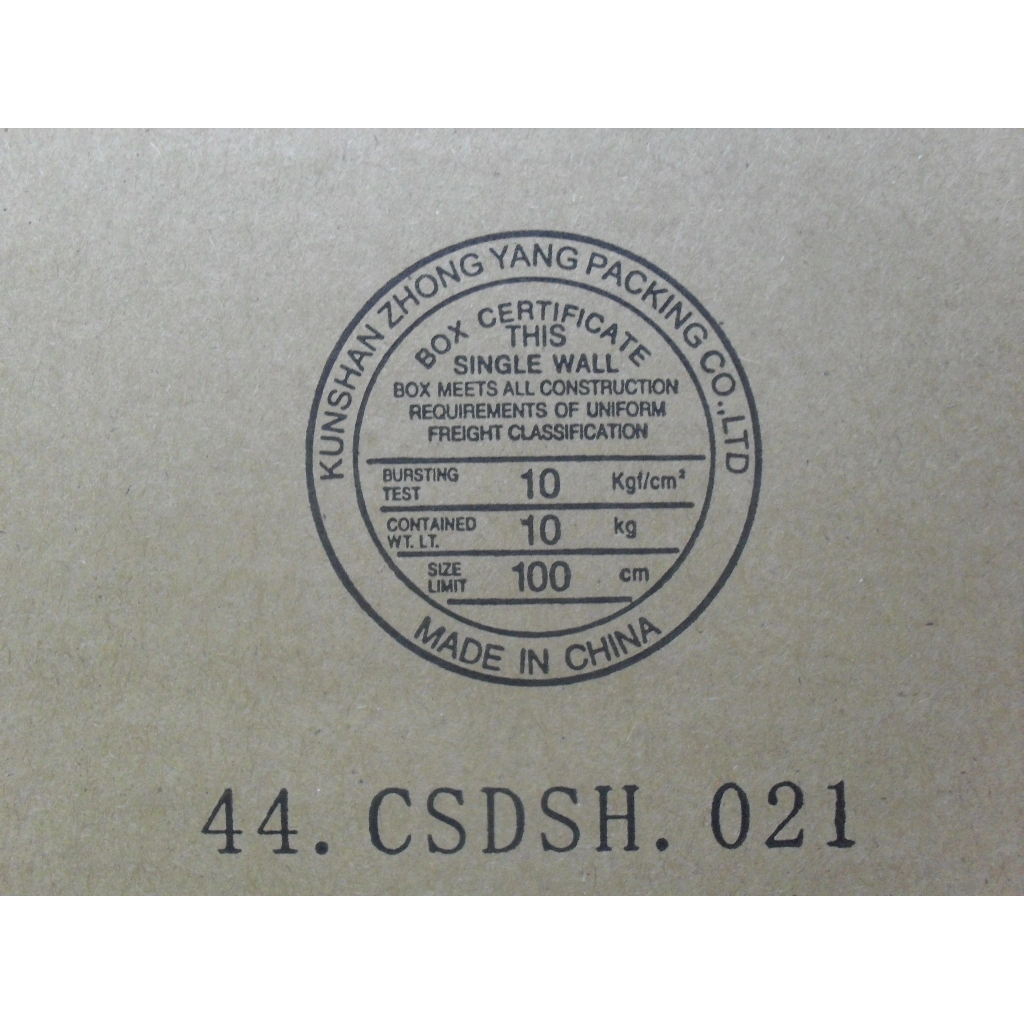 KUNSHAN ZHONG YANG PACKING CO.,LTD
BOX CERTIFICATE
THIS
SINGLE WALL
BOX MEETS ALL CONSTRUCTION
REQUIREMENTS OF UNIFORM
FREIGHT CLASSIFICATION
BURSTING TEST 10 Kgf/cm²
CONTAINED WT. LT. 10 kg
SIZE LIMIT 100 cm
MADE IN CHINA
44.CSDSH.021